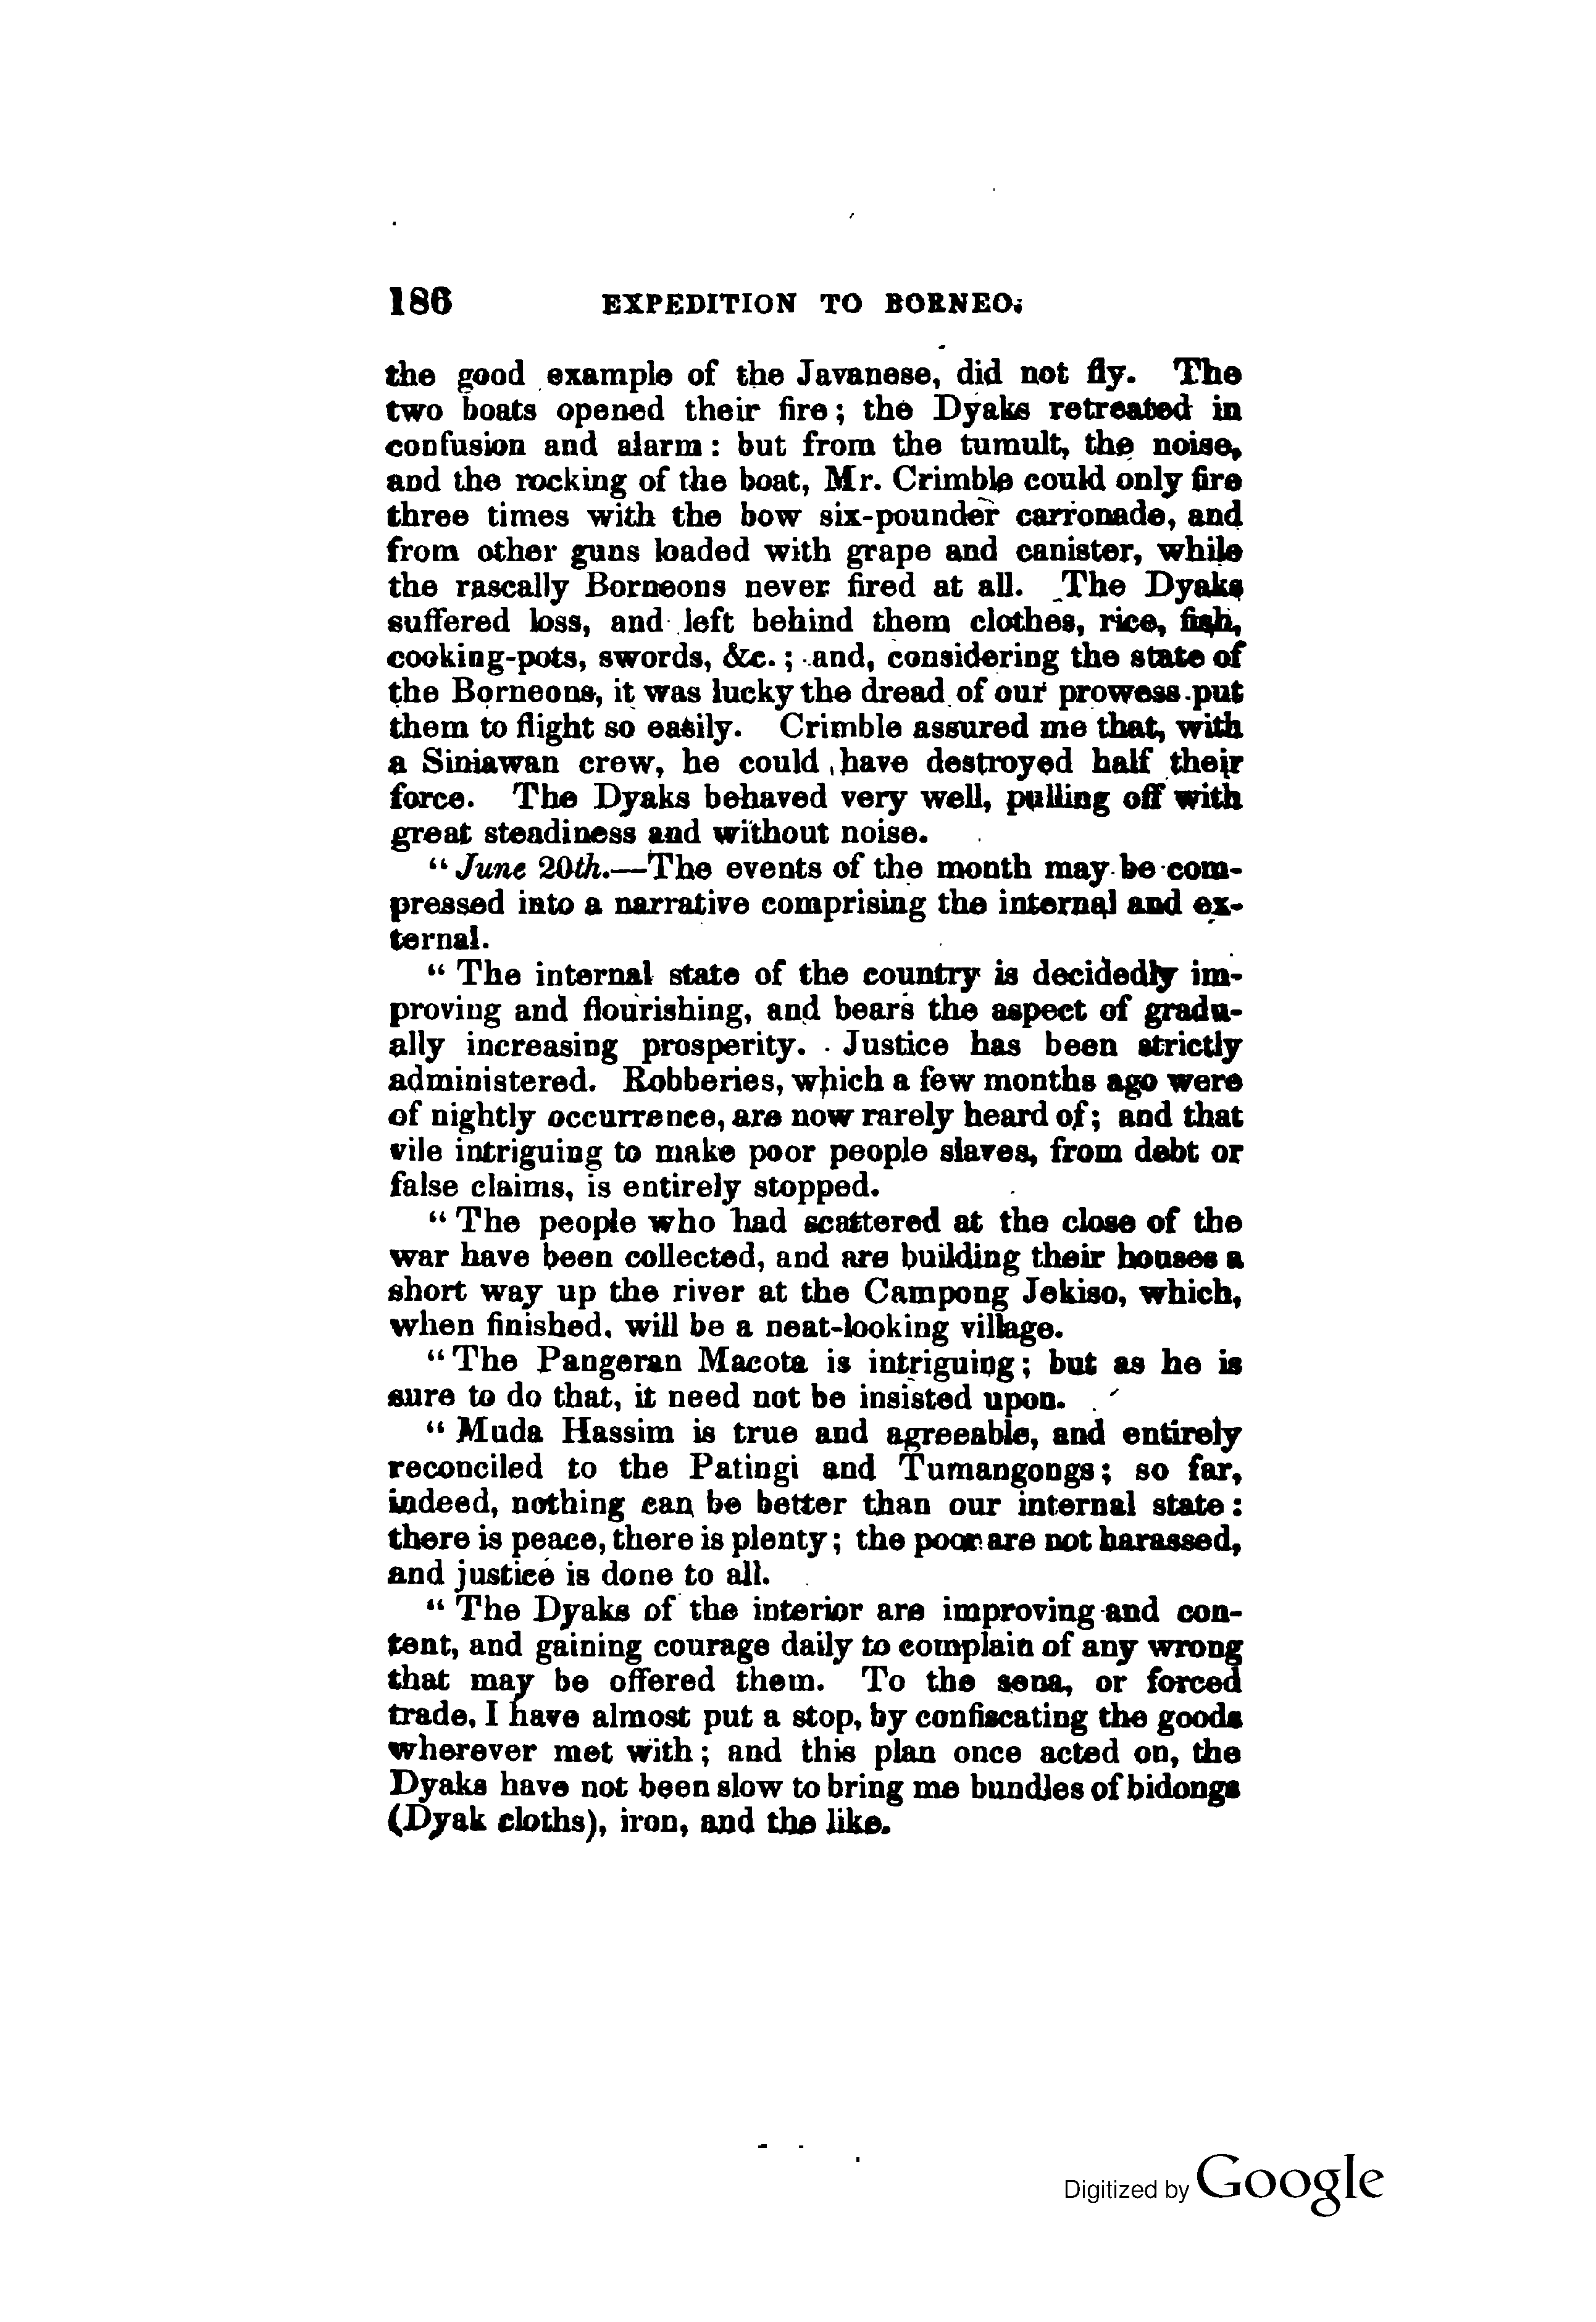 186 EXPEDITION TO BORNEO.
the good example of the Javanese, did not fly. The
two boats opened their fire; the Dyaks retreated in
confusion and alarm: but from the tumult, the noise,
and the rocking of the boat, Mr. Crimble could only fire
three times with the bow six-pounder carronade, and
from other guns loaded with grape and canister, while
the rascally Borneons never fired at all. The Dyaks
suffered loss, and left behind them clothes, rice, fish,
cooking-pots, swords, &c.; and, considering the state of
the Borneons, it was lucky the dread of our prowess put
them to flight so easily. Crimble assured me that, with
a Siniawan crew, he could have destroyed half their
force. The Dyaks behaved very well, pulling off with
great steadiness and without noise.
“June 20th.—The events of the month may be com-
pressed into a narrative comprising the internal and ex-
ternal.
“The internal state of the country is decidedly im-
proving and flourishing, and bears the aspect of gradu-
ally increasing prosperity. Justice has been strictly
administered. Robberies, which a few months ago were
of nightly occurrence, are now rarely heard of; and that
vile intriguing to make poor people slaves, from debt or
false claims, is entirely stopped.
“The people who had scattered at the close of the
war have been collected, and are building their houses a
short way up the river at the Campong Jekiso, which,
when finished, will be a neat-looking village.
“The Pangeran Macota is intriguing; but as he is
sure to do that, it need not be insisted upon.
“Muda Hassim is true and agreeable, and entirely
reconciled to the Patingi and Tumangongs; so far,
indeed, nothing can be better than our internal state:
there is peace, there is plenty; the poor are not harassed,
and justice is done to all.
“The Dyaks of the interior are improving and con-
tent, and gaining courage daily to complain of any wrong
that may be offered them. To the sena, or forced
trade, I have almost put a stop, by confiscating the goods
wherever met with; and this plan once acted on, the
Dyaks have not been slow to bring me bundles of bidongs
(Dyak cloths), iron, and the like.
Digitized by Google